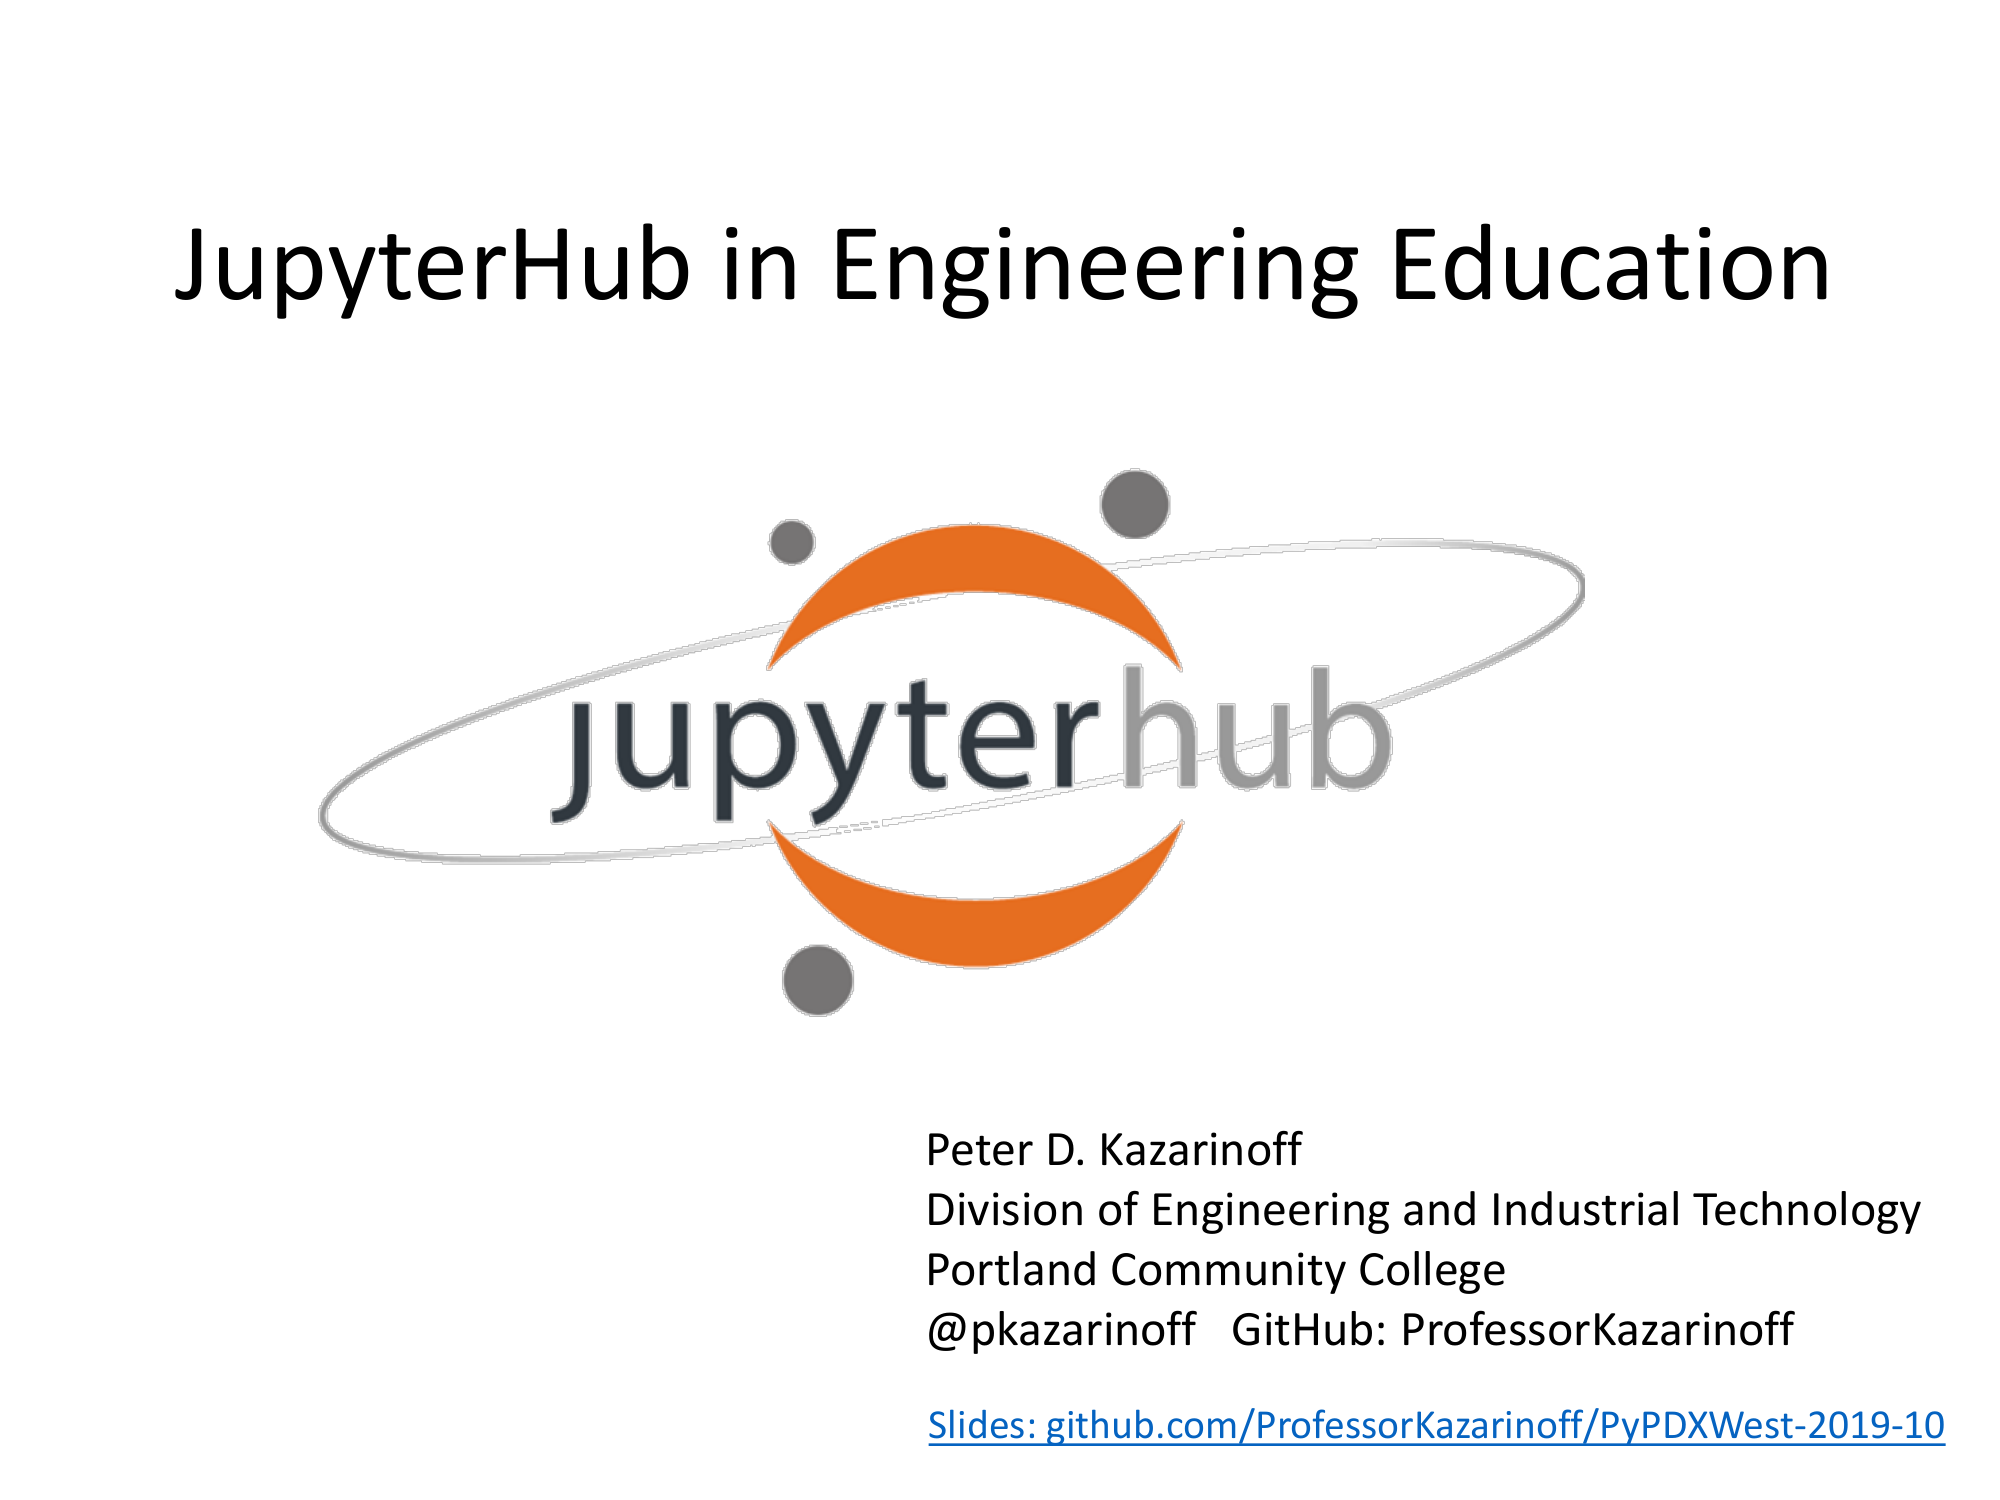 JupyterHub in Engineering Education
jupyterhub
Peter D. Kazarinoff
Division of Engineering and Industrial Technology
Portland Community College
@pkazarinoff GitHub: ProfessorKazarinoff
Slides: github.com/ProfessorKazarinoff/PyPDXWest-2019-10